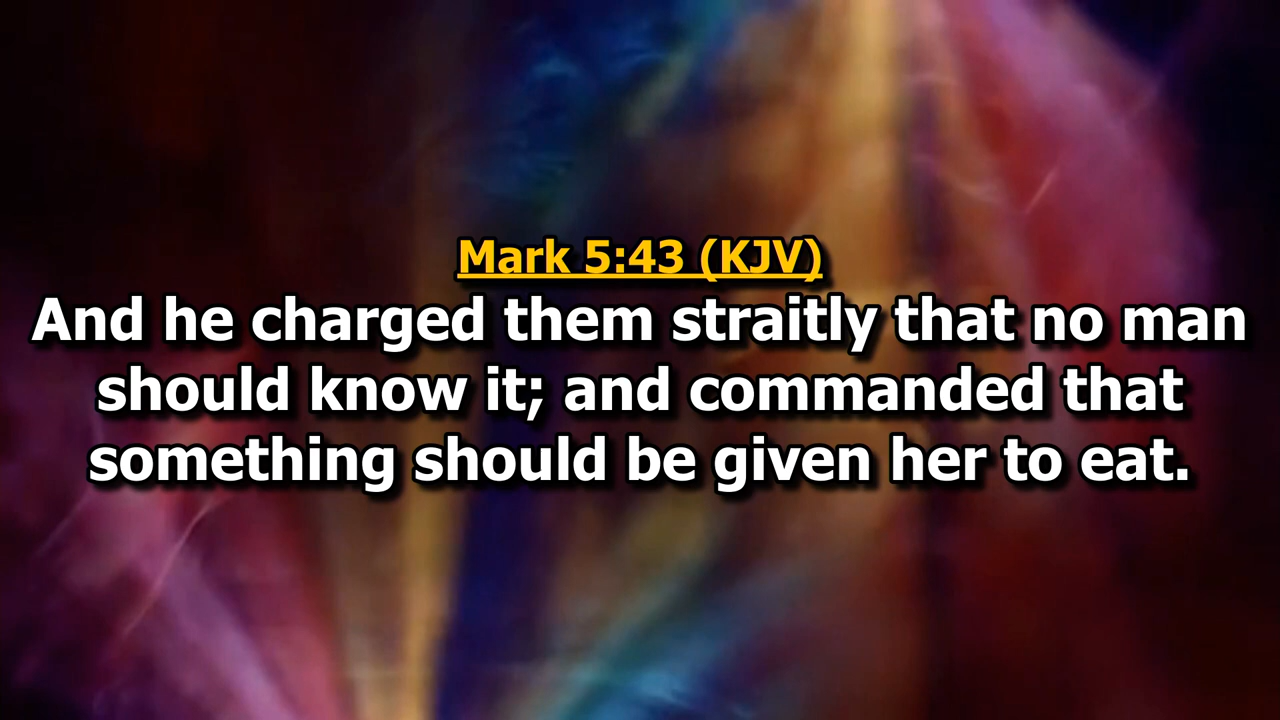 Mark 5:43 (KJV)
And he charged them straitly that no man
should know it; and commanded that
something should be given her to eat.